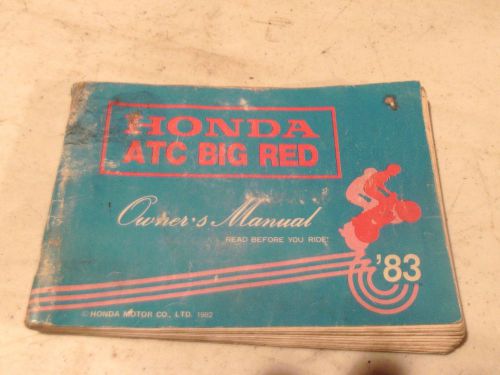 HONDA
ATC BIG RED
Owner's Manual
READ BEFORE YOU RIDE!
'83
© HONDA MOTOR CO., LTD. 1982